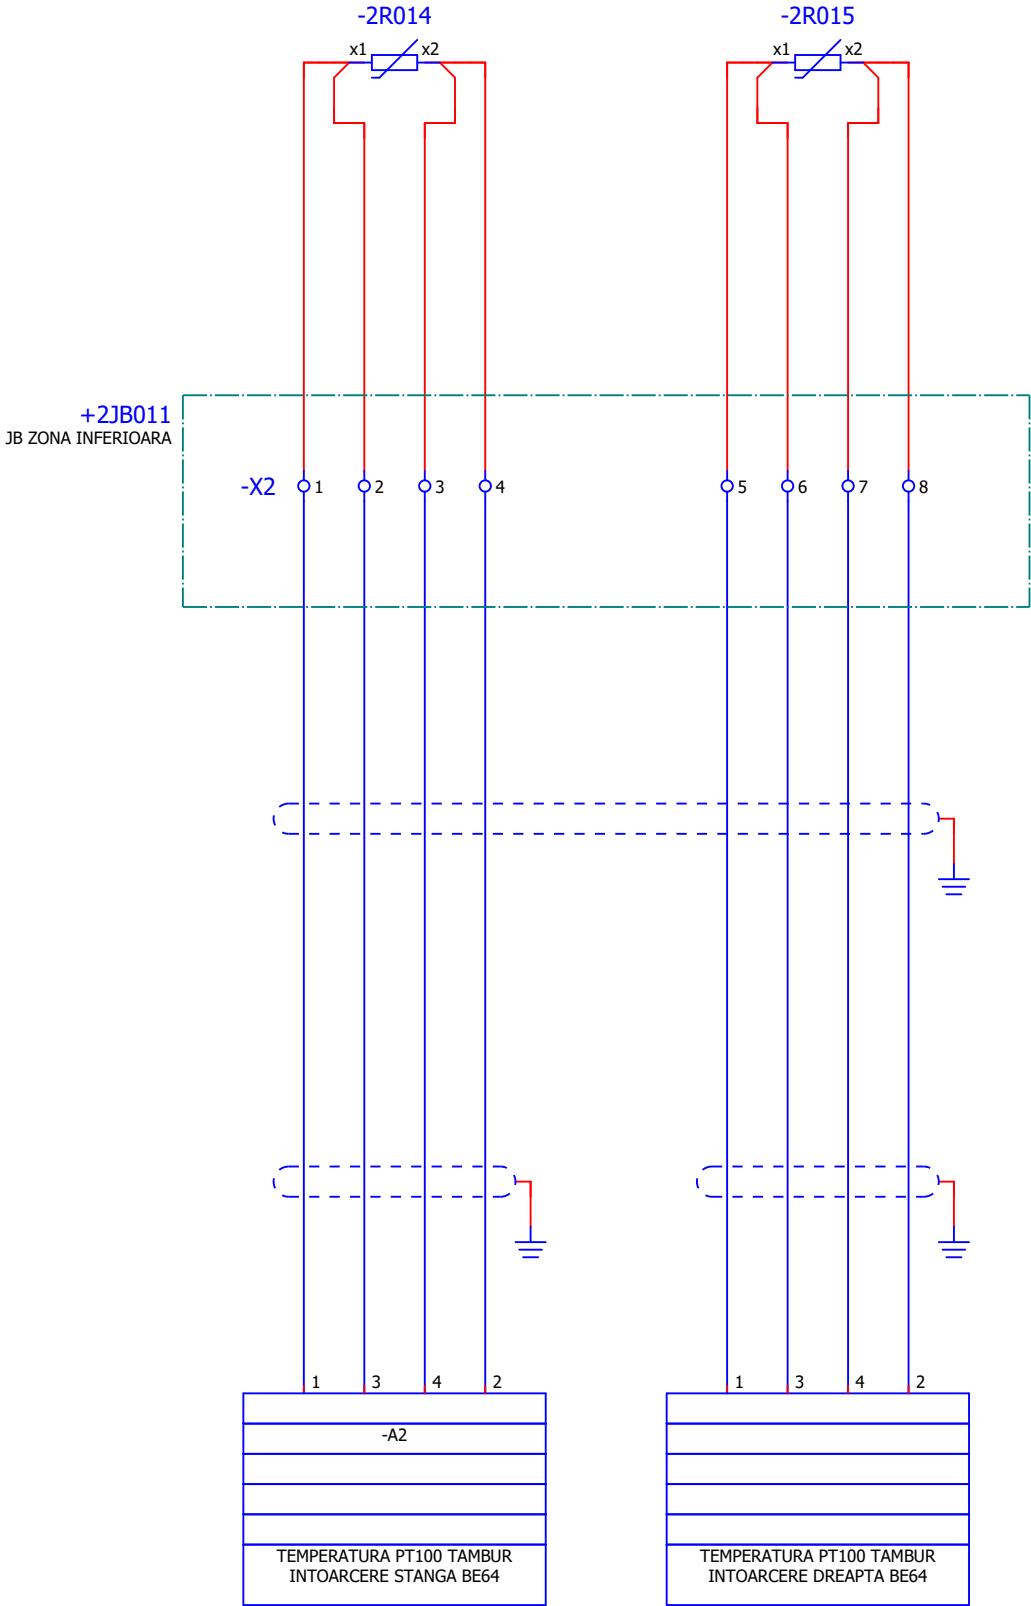 -2R014
-2R015
x1 x2
x1 x2
+2JB011
JB ZONA INFERIOARA
-X2 1 2 3 4 5 6 7 8
1 3 4 2
1 3 4 2
-A2
TEMPERATURA PT100 TAMBUR
INTOARCERE STANGA BE64
TEMPERATURA PT100 TAMBUR
INTOARCERE DREAPTA BE64